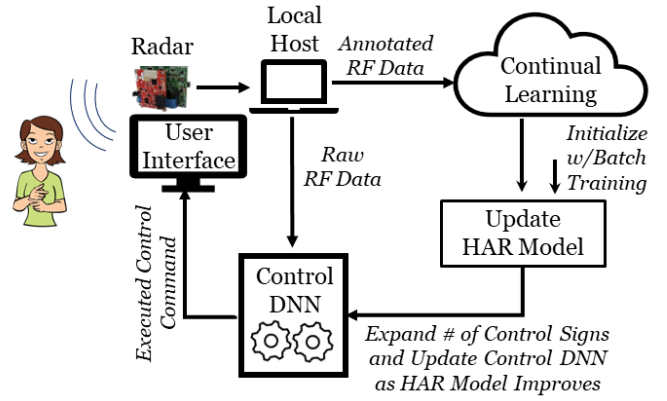 Radar
Local
Host
Annotated
RF Data
Continual
Learning
User
Interface
Raw
RF Data
Initialize
w/Batch
Training
Update
HAR Model
Executed Control
Command
Control
DNN
Expand # of Control Signs
and Update Control DNN
as HAR Model Improves